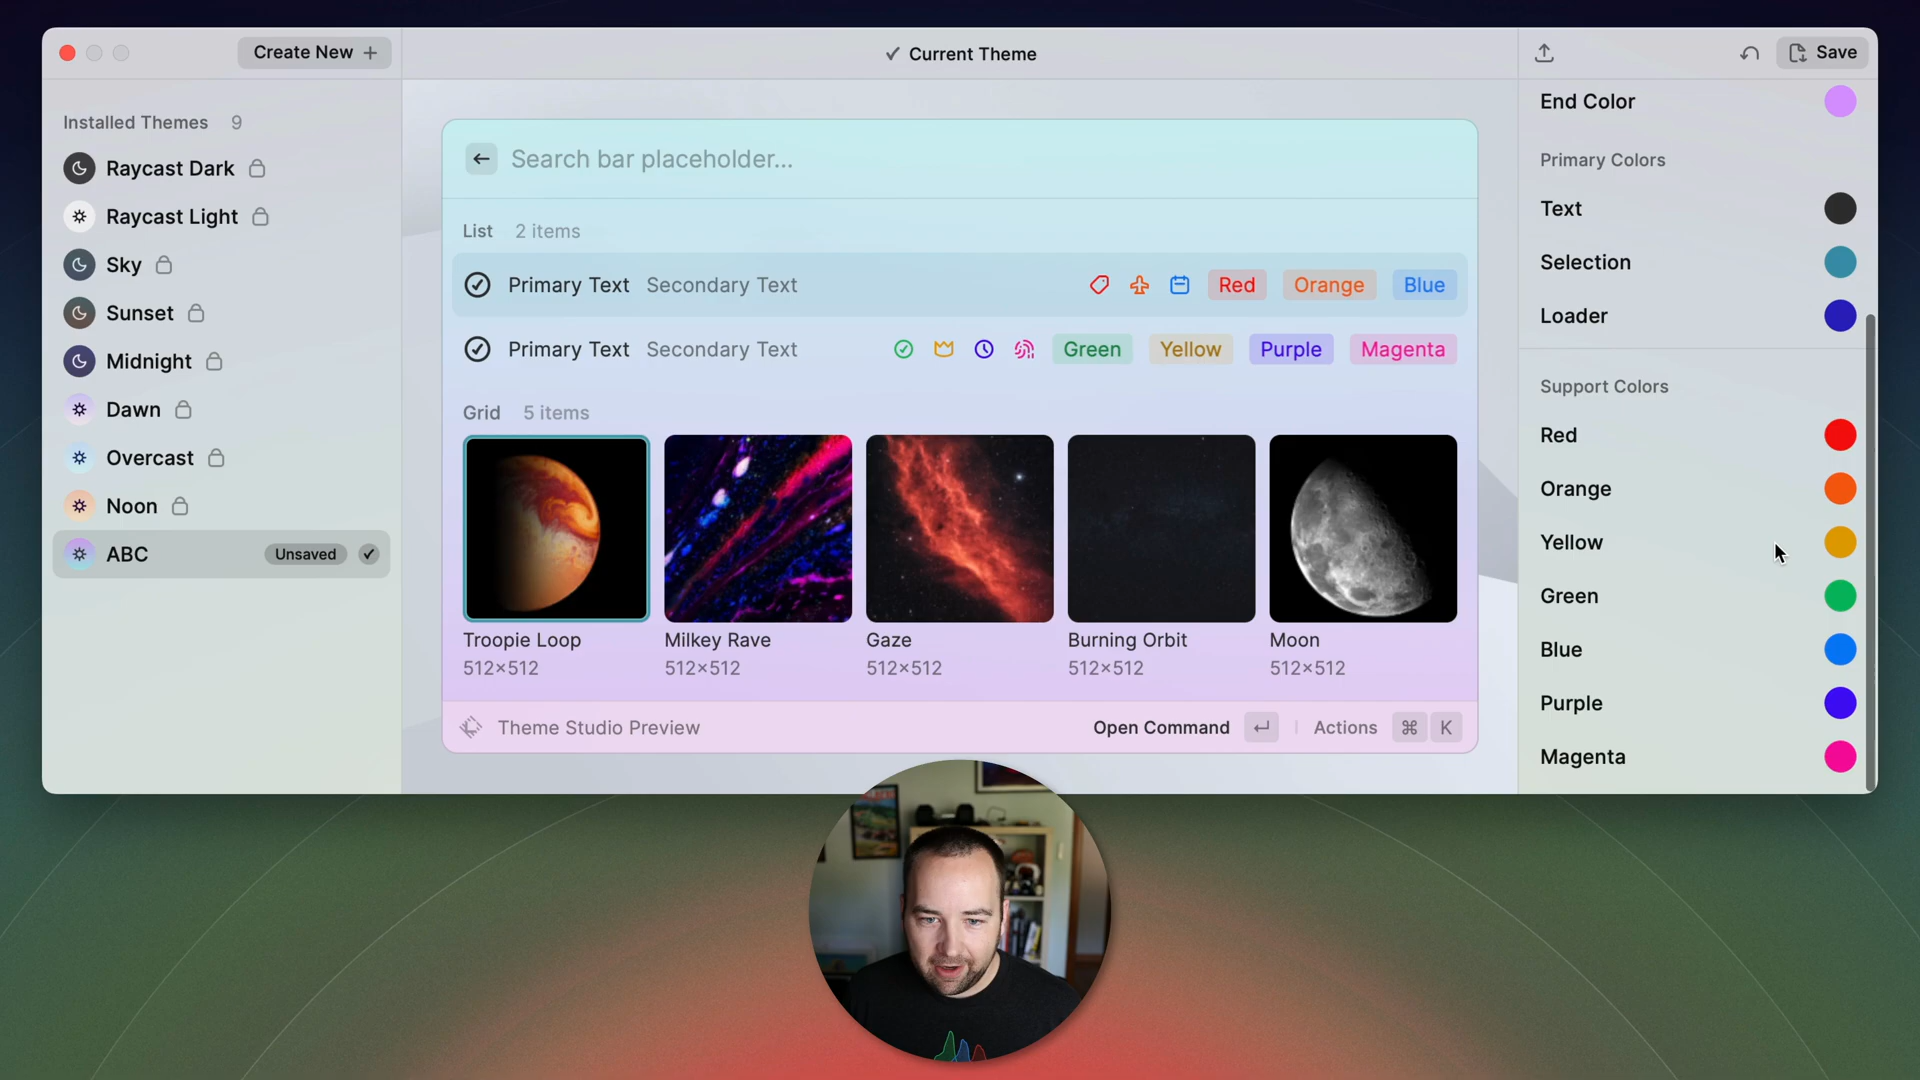 Create New +
✓ Current Theme
Save
Installed Themes 9
Raycast Dark
Raycast Light
Sky
Sunset
Midnight
Dawn
Overcast
Noon
ABC Unsaved ✓
Search bar placeholder...
List 2 items
Primary Text Secondary Text Red Orange Blue
Primary Text Secondary Text Green Yellow Purple Magenta
Grid 5 items
Troopie Loop
512×512
Milkey Rave
512×512
Gaze
512×512
Burning Orbit
512×512
Moon
512×512
Theme Studio Preview
Open Command ↵ Actions ⌘ K
End Color
Primary Colors
Text
Selection
Loader
Support Colors
Red
Orange
Yellow
Green
Blue
Purple
Magenta